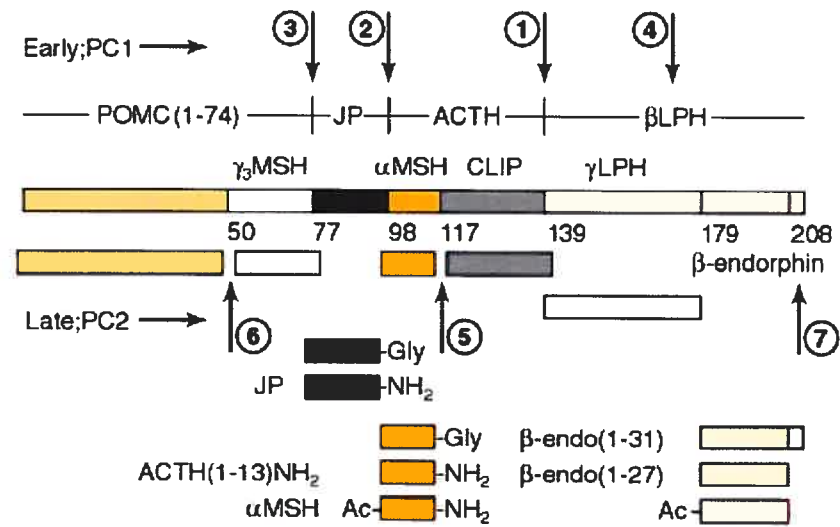 ③ ② ① ④
Early;PC1
POMC(1-74) JP ACTH βLPH
γ₃MSH αMSH CLIP γLPH
50 77 98 117 139 179 208
β-endorphin
Late;PC2
⑥ ⑤ ⑦
-Gly
JP -NH₂
-Gly β-endo(1-31)
ACTH(1-13)NH₂ -NH₂ β-endo(1-27)
αMSH Ac- -NH₂ Ac-